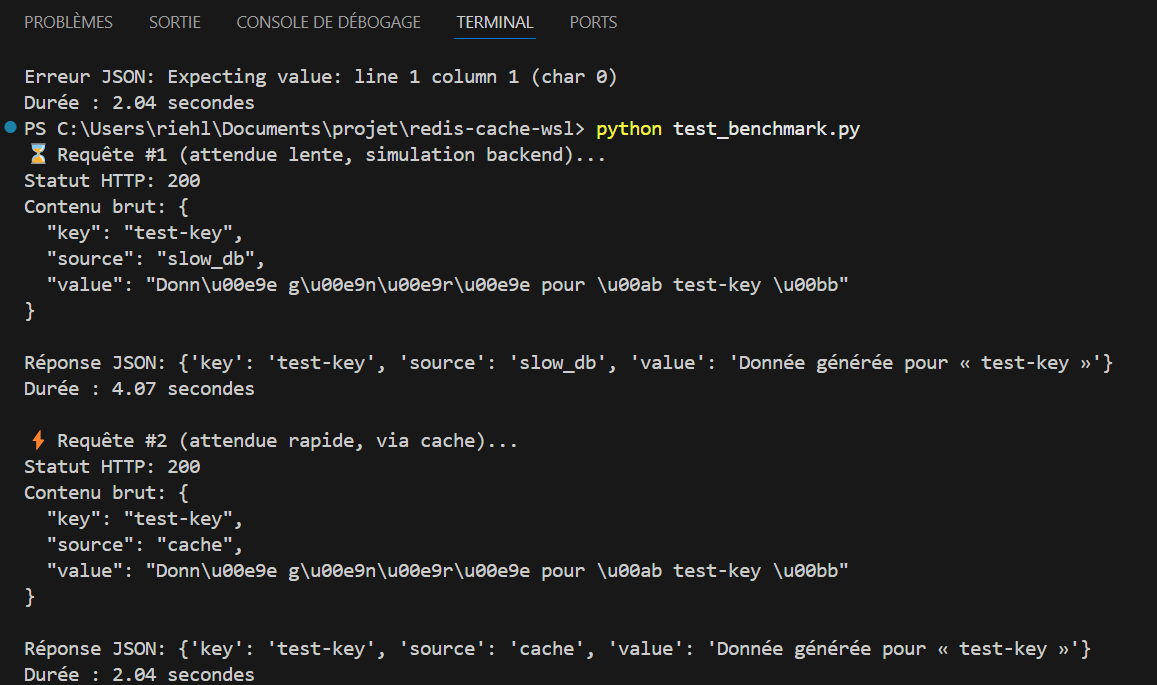 PROBLÈMES SORTIE CONSOLE DE DÉBOGAGE TERMINAL PORTS
Erreur JSON: Expecting value: line 1 column 1 (char 0)
Durée : 2.04 secondes
PS C:\Users\riehl\Documents\projet\redis-cache-wsl> python test_benchmark.py
⌛ Requête #1 (attendue lente, simulation backend)...
Statut HTTP: 200
Contenu brut: {
  "key": "test-key",
  "source": "slow_db",
  "value": "Donn\u00e9e g\u00e9n\u00e9r\u00e9e pour \u00ab test-key \u00bb"
}
Réponse JSON: {'key': 'test-key', 'source': 'slow_db', 'value': 'Donnée générée pour « test-key »'}
Durée : 4.07 secondes
⚡ Requête #2 (attendue rapide, via cache)...
Statut HTTP: 200
Contenu brut: {
  "key": "test-key",
  "source": "cache",
  "value": "Donn\u00e9e g\u00e9n\u00e9r\u00e9e pour \u00ab test-key \u00bb"
}
Réponse JSON: {'key': 'test-key', 'source': 'cache', 'value': 'Donnée générée pour « test-key »'}
Durée : 2.04 secondes